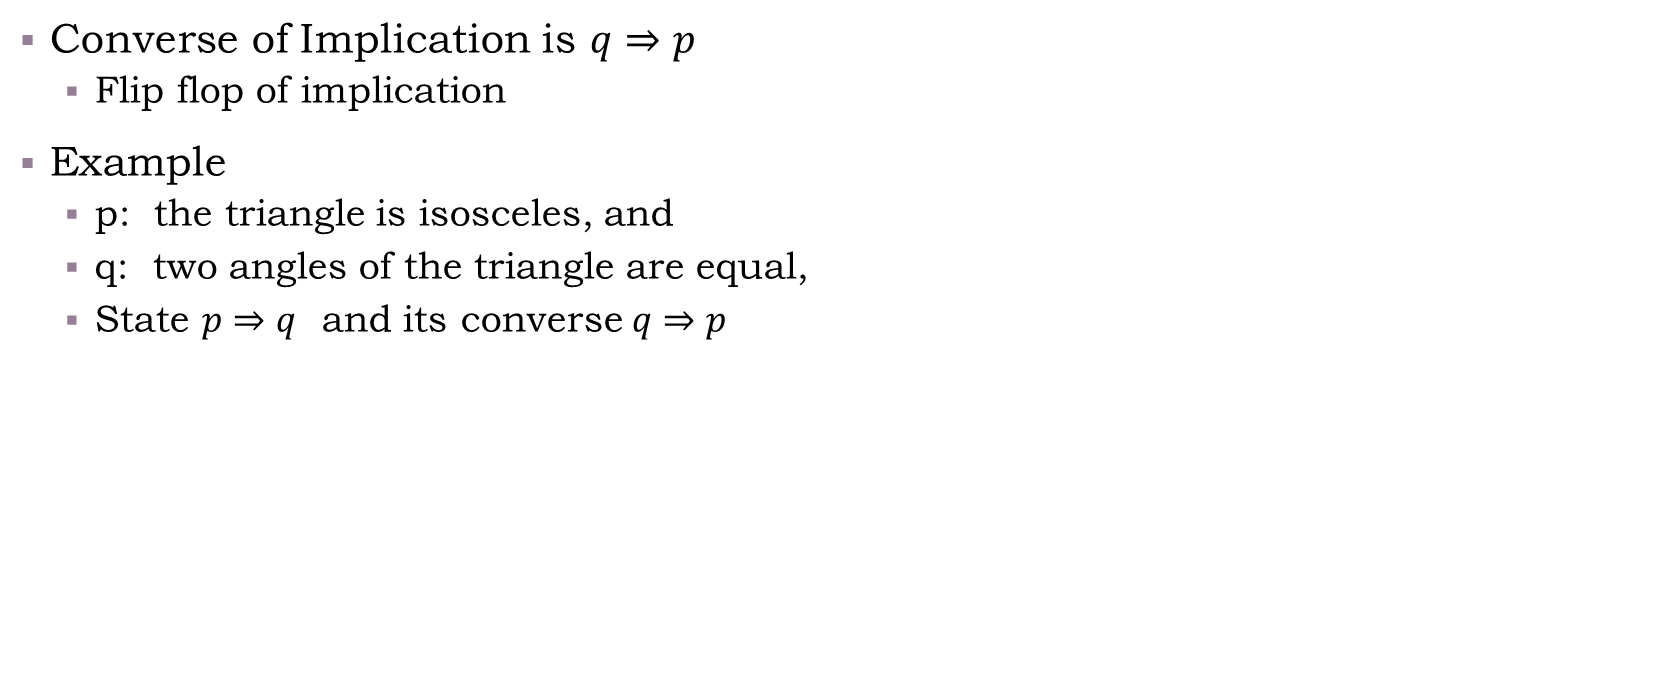 ▪ Converse of Implication is 𝑞 ⇒ 𝑝
▪ Flip flop of implication
▪ Example
▪ p: the triangle is isosceles, and
▪ q: two angles of the triangle are equal,
▪ State 𝑝 ⇒ 𝑞 and its converse 𝑞 ⇒ 𝑝